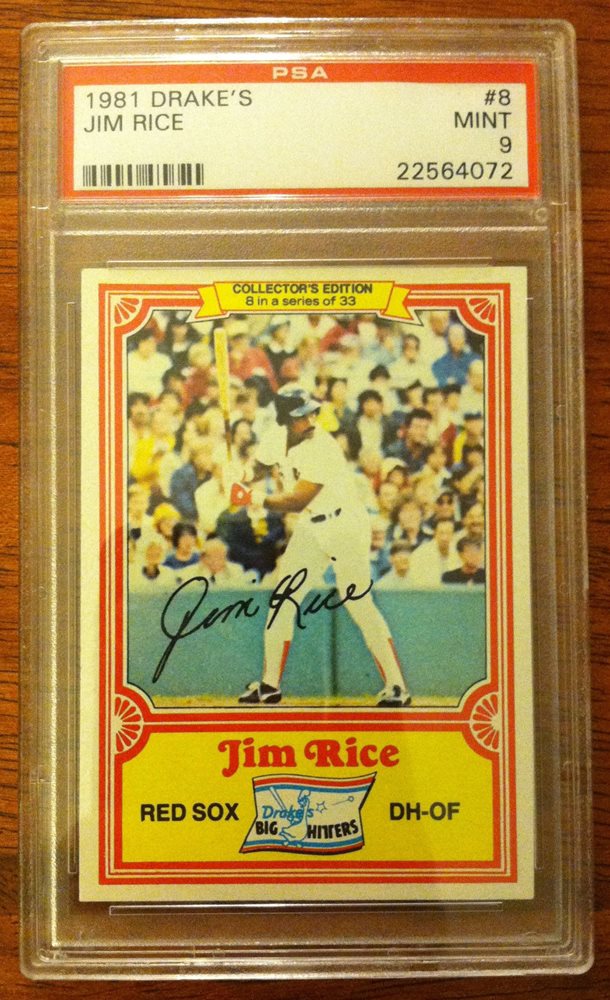 PSA
1981 DRAKE'S #8
JIM RICE MINT
9
22564072
COLLECTOR'S EDITION
8 in a series of 33
Jim Rice
Jim Rice
RED SOX Drake's DH-OF
BIG HITTERS